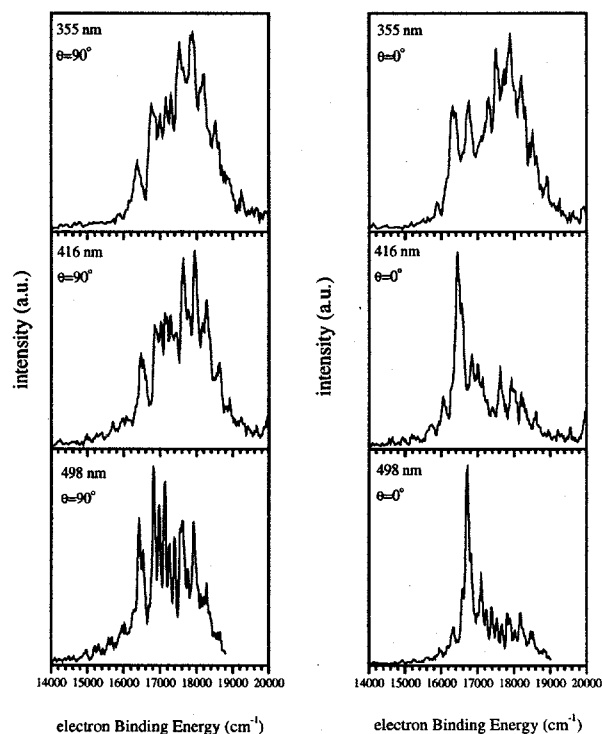 355 nm
θ=90°
416 nm
θ=90°
498 nm
θ=90°
intensity (a.u.)
14000 15000 16000 17000 18000 19000 20000
electron Binding Energy (cm⁻¹)
355 nm
θ=0°
416 nm
θ=0°
498 nm
θ=0°
intensity (a.u.)
14000 15000 16000 17000 18000 19000 20000
electron Binding Energy (cm⁻¹)